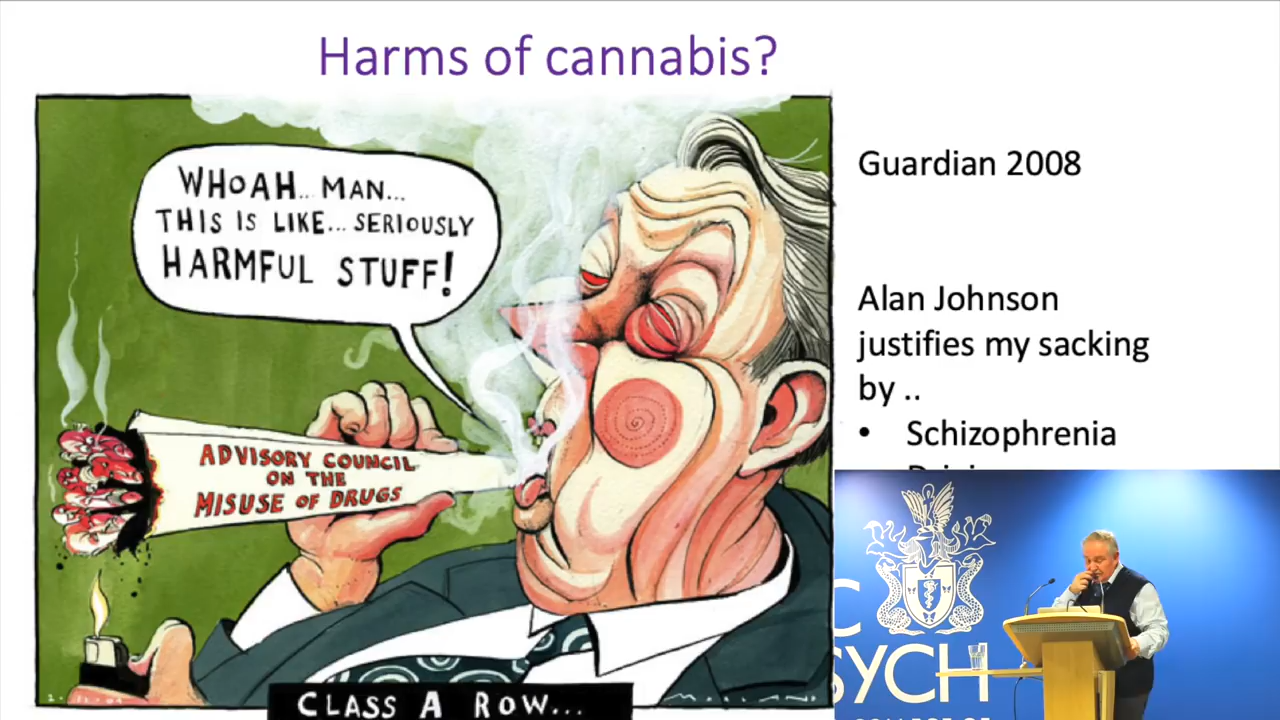 Harms of cannabis?
WHOAH.. MAN...
THIS IS LIKE... SERIOUSLY
HARMFUL STUFF!
ADVISORY COUNCIL
ON THE
MISUSE OF DRUGS
CLASS A ROW...
Guardian 2008
Alan Johnson
justifies my sacking
by ..
• Schizophrenia
C
SYCH